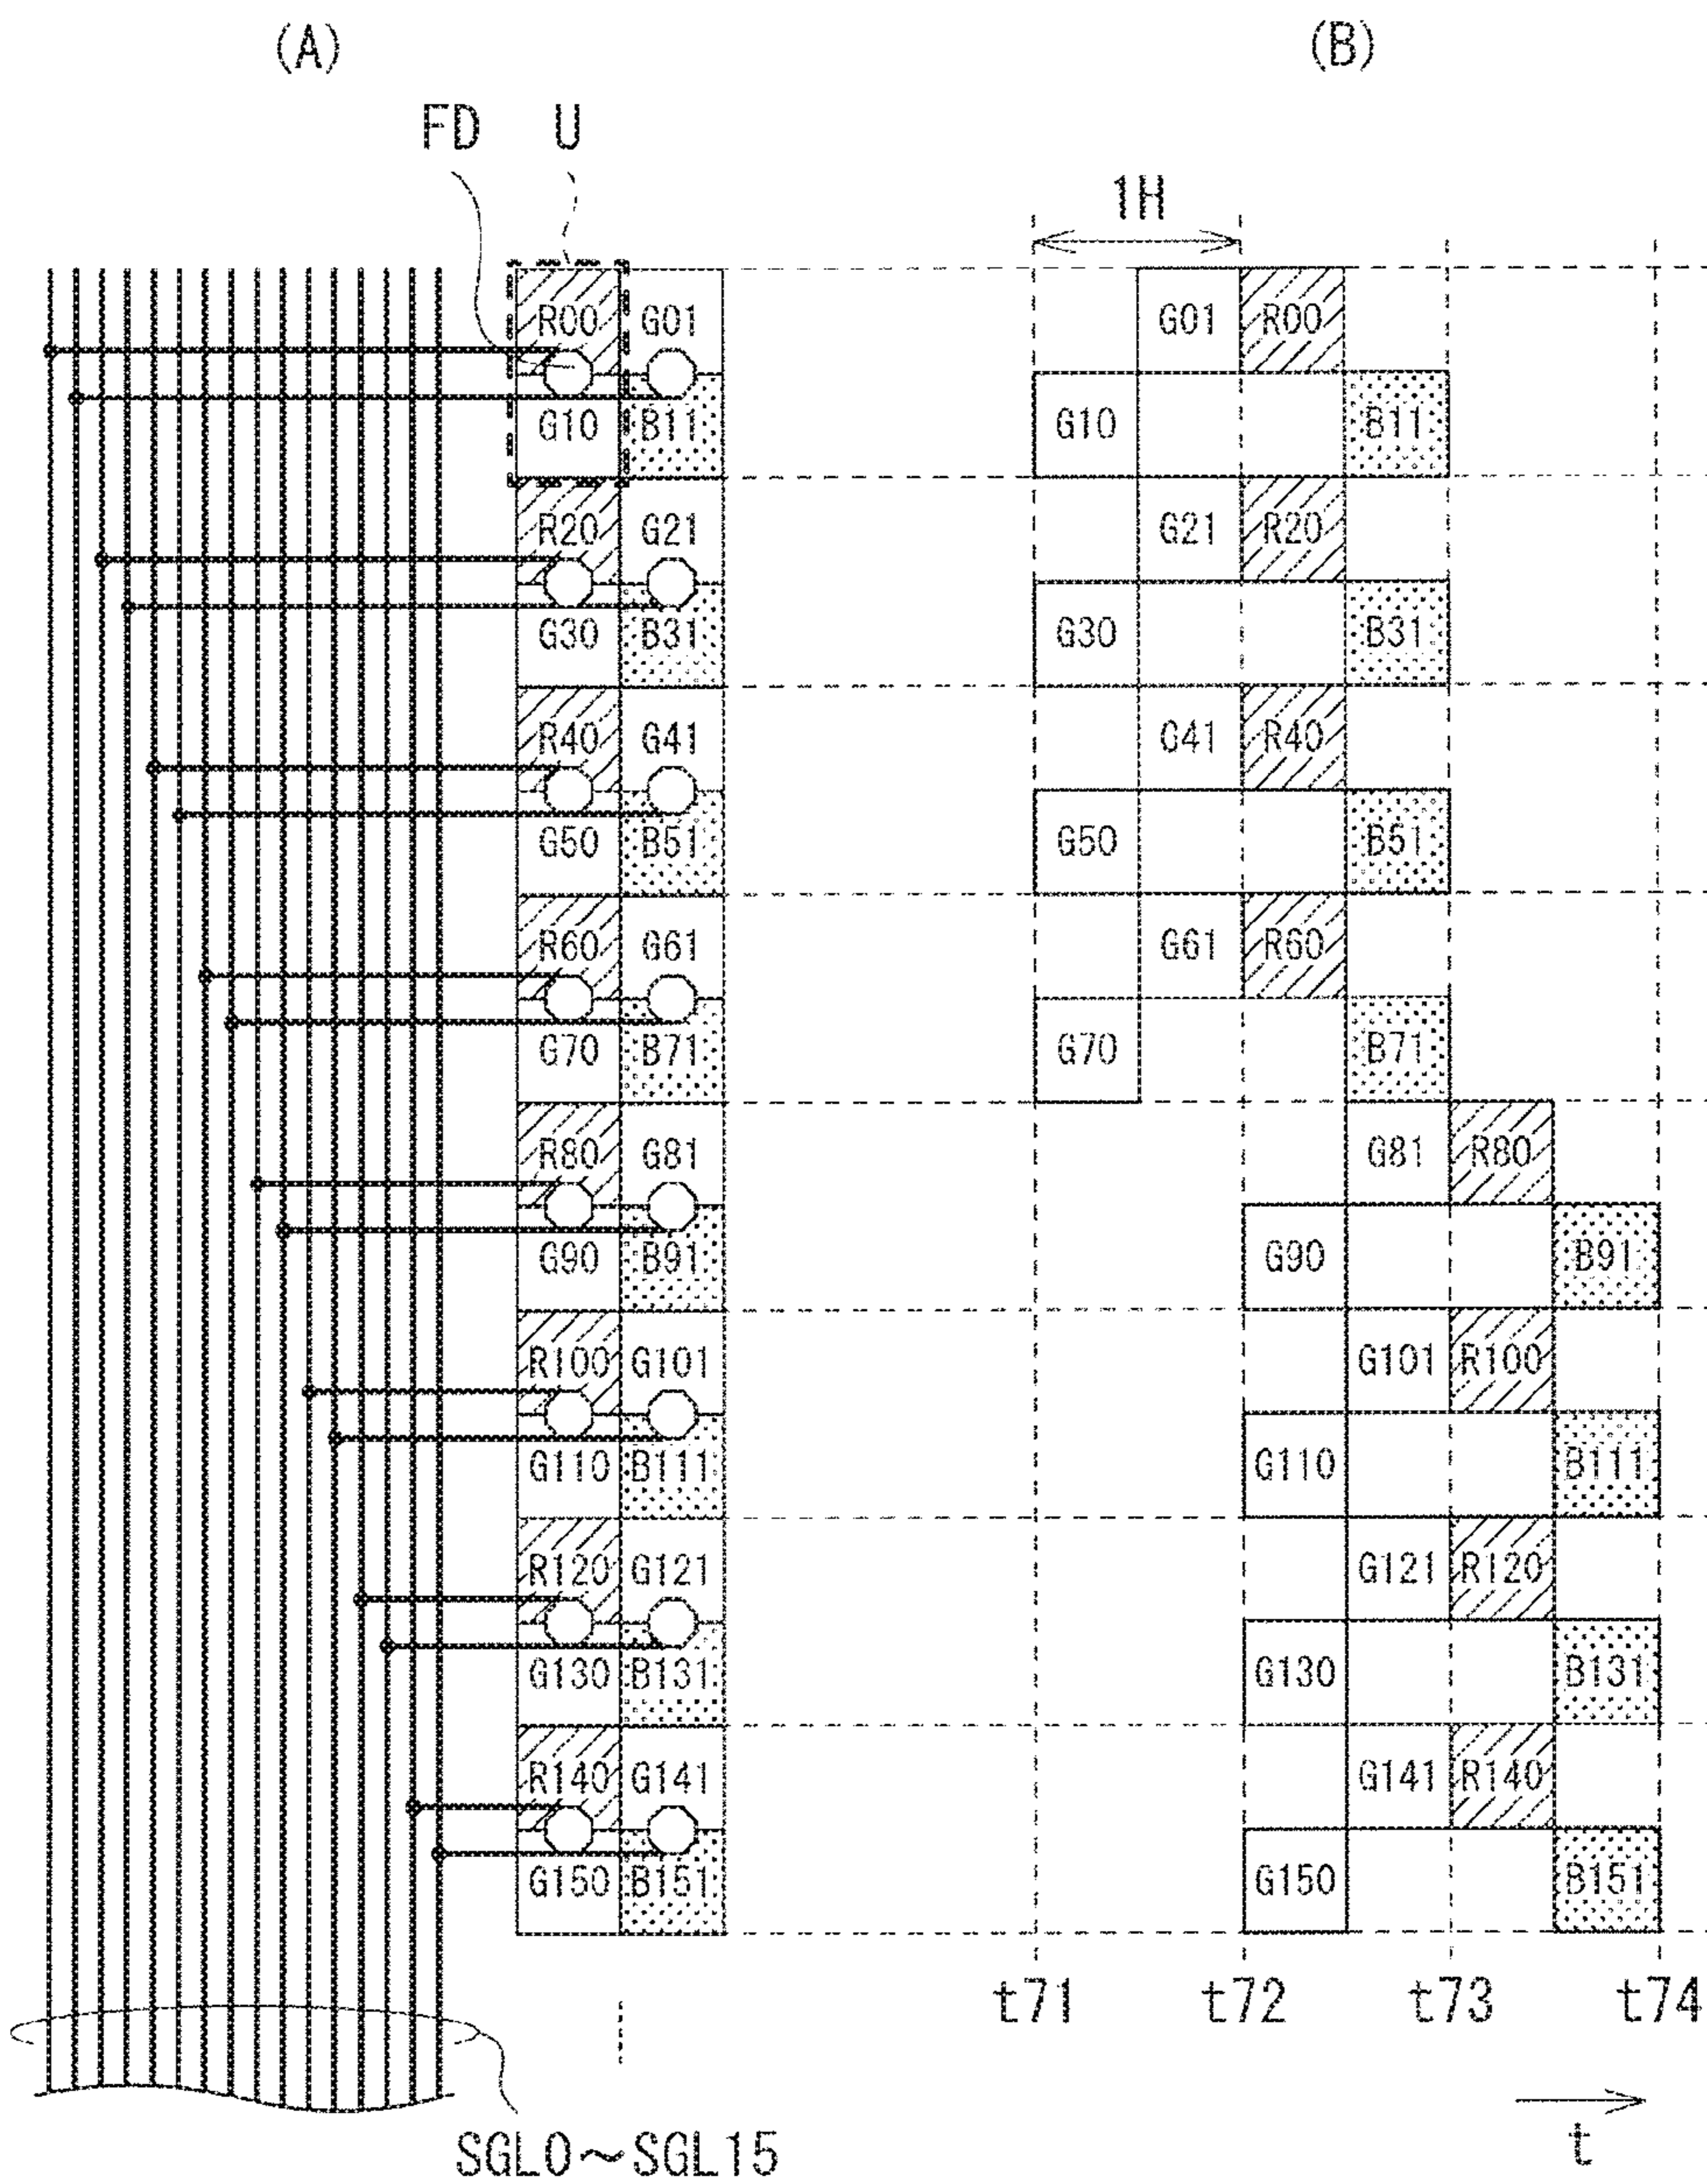 (A) (B)
FD U
1H
R00 G01 G01 R00
G10 B11 G10 B11
R20 G21 G21 R20
G30 B31 G30 B31
R40 G41 G41 R40
G50 B51 G50 B51
R60 G61 G61 R60
G70 B71 G70 B71
R80 G81 G81 R80
G90 B91 G90 B91
R100 G101 G101 R100
G110 B111 G110 B111
R120 G121 G121 R120
G130 B131 G130 B131
R140 G141 G141 R140
G150 B151 G150 B151
t71 t72 t73 t74
SGL0~SGL15
t